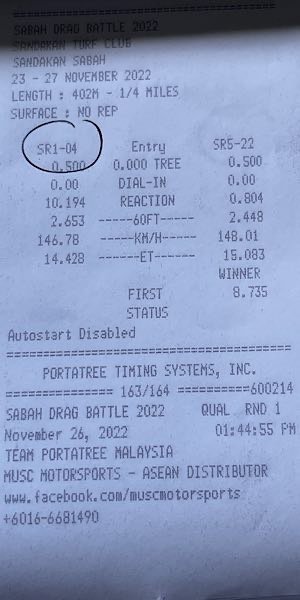 SABAH DRAG BATTLE 2022
SANDAKAN TURF CLUB
SANDAKAN SABAH
23 - 27 NOVEMBER 2022
LENGTH : 402M - 1/4 MILES
SURFACE : NO REP
SR1-04 Entry SR5-22
0.500 0.000 TREE 0.500
0.00 DIAL-IN 0.00
10.194 REACTION 0.804
2.653 -----60FT----- 2.448
146.78 -----KM/H----- 148.01
14.428 ------ET------ 15.083
WINNER
FIRST 8.735
STATUS
Autostart Disabled
================================
PORTATREE TIMING SYSTEMS, INC.
============== 163/164 ==========600214
SABAH DRAG BATTLE 2022 QUAL RND 1
November 26, 2022 01:44:55 PM
TEAM PORTATREE MALAYSIA
MUSC MOTORSPORTS - ASEAN DISTRIBUTOR
www.facebook.com/muscmotorsports
+6016-6681490